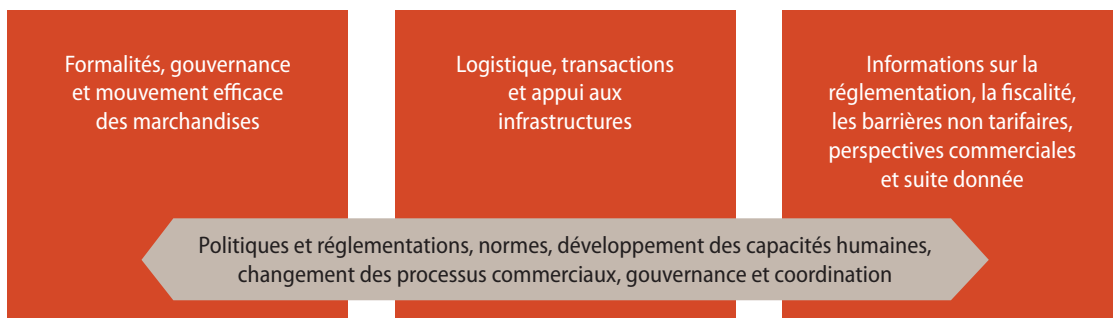 Formalités, gouvernance
et mouvement efficace
des marchandises
Logistique, transactions
et appui aux
infrastructures
Informations sur la
réglementation, la fiscalité,
les barrières non tarifaires,
perspectives commerciales
et suite donnée
Politiques et réglementations, normes, développement des capacités humaines,
changement des processus commerciaux, gouvernance et coordination